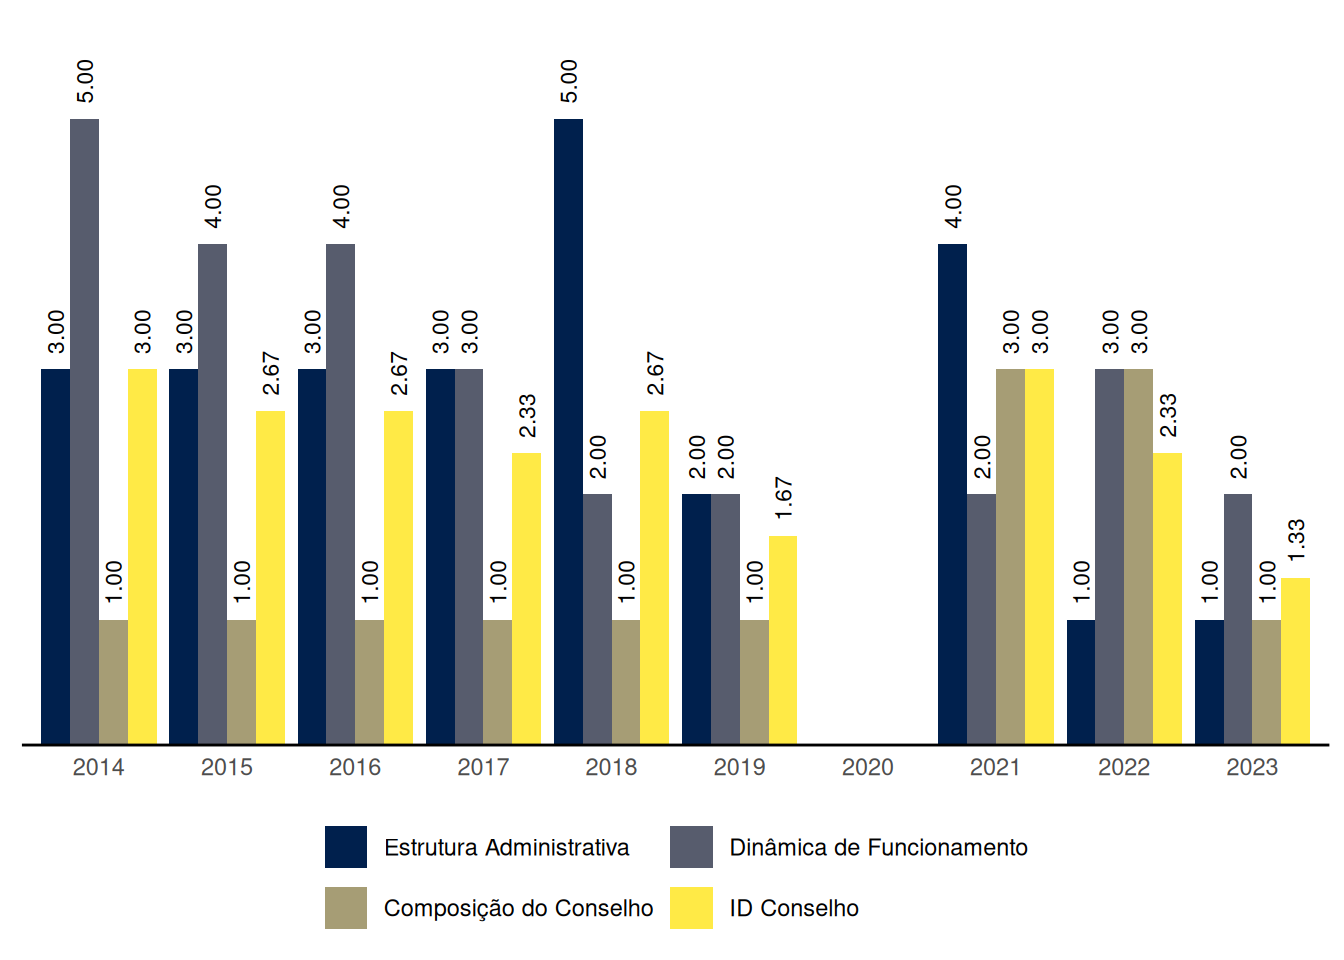 5.00 5.00
4.00 4.00 4.00
3.00 3.00 3.00 3.00 3.00 3.00 3.00 3.00 3.00 3.00
2.67 2.67 2.67
2.33 2.33
2.00 2.00 2.00 2.00 2.00
1.67
1.33
1.00 1.00 1.00 1.00 1.00 1.00 1.00 1.00 1.00
2014 2015 2016 2017 2018 2019 2020 2021 2022 2023
Estrutura Administrativa Dinâmica de Funcionamento
Composição do Conselho ID Conselho